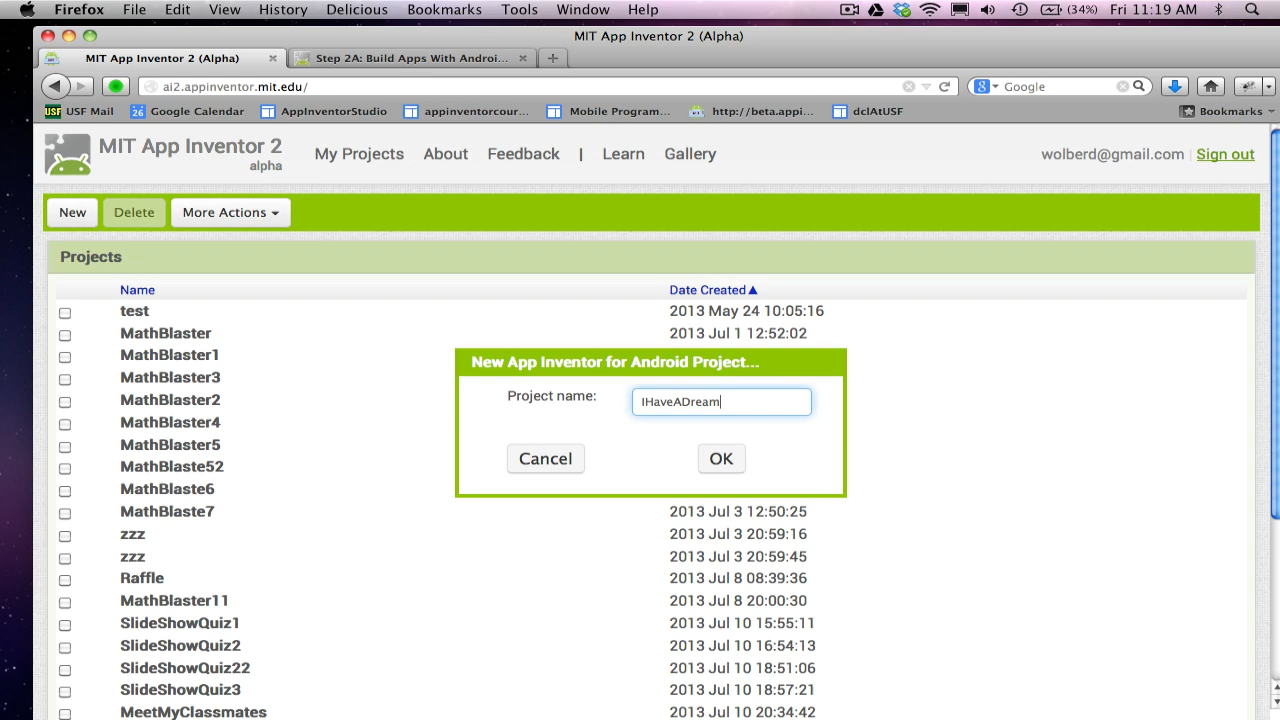 Firefox File Edit View History Delicious Bookmarks Tools Window Help (34%) Fri 11:19 AM
MIT App Inventor 2 (Alpha)
MIT App Inventor 2 (Alpha) Step 2A: Build Apps With Androi...
ai2.appinventor.mit.edu/ Google
USF Mail Google Calendar AppInventorStudio appinventorcour... Mobile Program... http://beta.appi... dclAtUSF Bookmarks
MIT App Inventor 2
alpha
My Projects About Feedback | Learn Gallery
wolberd@gmail.com Sign out
New Delete More Actions
Projects
Name Date Created
test 2013 May 24 10:05:16
MathBlaster 2013 Jul 1 12:52:02
MathBlaster1
MathBlaster3
MathBlaster2
MathBlaster4
MathBlaster5
MathBlaste52
MathBlaste6
New App Inventor for Android Project...
Project name: IHaveADream
Cancel OK
MathBlaste7 2013 Jul 3 12:50:25
zzz 2013 Jul 3 20:59:16
zzz 2013 Jul 3 20:59:45
Raffle 2013 Jul 8 08:39:36
MathBlaster11 2013 Jul 8 20:00:30
SlideShowQuiz1 2013 Jul 10 15:55:11
SlideShowQuiz2 2013 Jul 10 16:54:13
SlideShowQuiz22 2013 Jul 10 18:51:06
SlideShowQuiz3 2013 Jul 10 18:57:21
MeetMyClassmates 2013 Jul 10 20:34:42